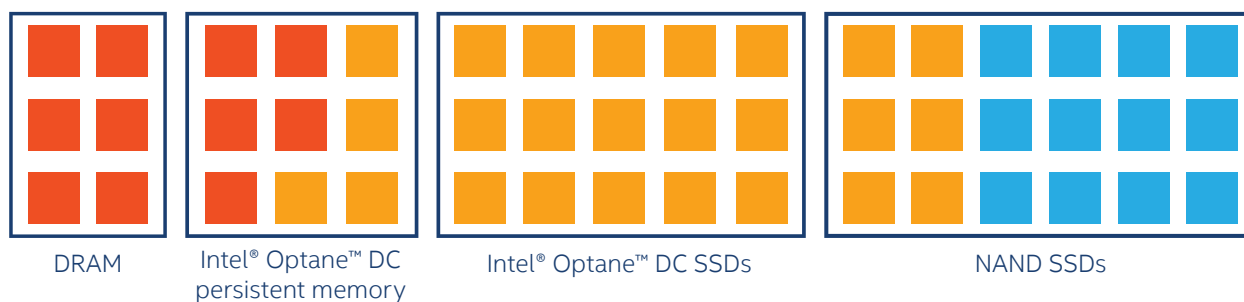 DRAM
Intel® Optane™ DC
persistent memory
Intel® Optane™ DC SSDs
NAND SSDs